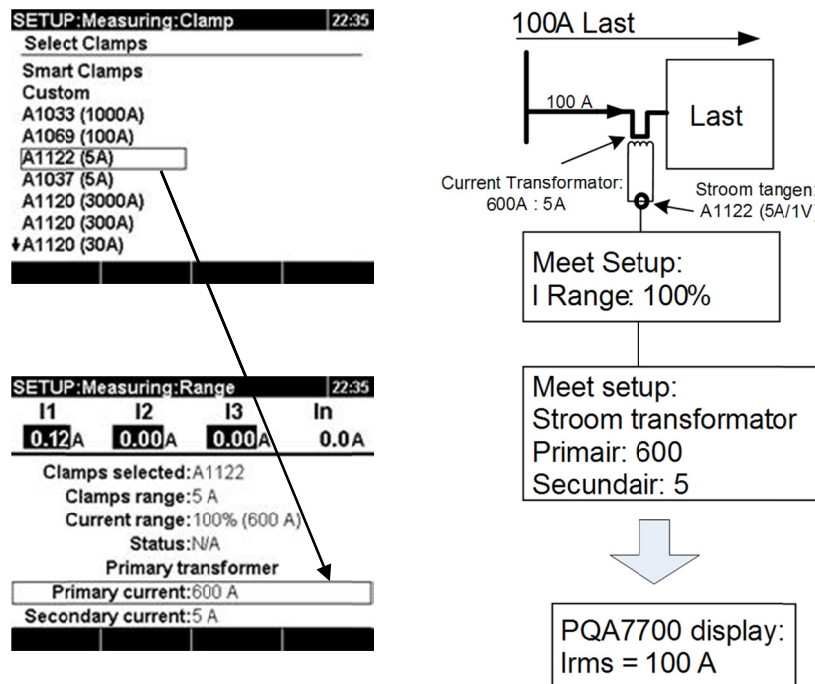 SETUP:Measuring:Clamp 22:35
Select Clamps
Smart Clamps
Custom
A1033 (1000A)
A1069 (100A)
A1122 (5A)
A1037 (5A)
A1120 (3000A)
A1120 (300A)
A1120 (30A)
SETUP:Measuring:Range 22:35
I1 I2 I3 In
0.12A 0.00A 0.00A 0.0A
Clamps selected:A1122
Clamps range:5 A
Current range:100% (600 A)
Status:N/A
Primary transformer
Primary current:600 A
Secondary current:5 A
100A Last
100 A
Last
Current Transformator:
600A : 5A
Stroom tangen:
A1122 (5A/1V)
Meet Setup:
I Range: 100%
Meet setup:
Stroom transformator
Primair: 600
Secundair: 5
PQA7700 display:
Irms = 100 A